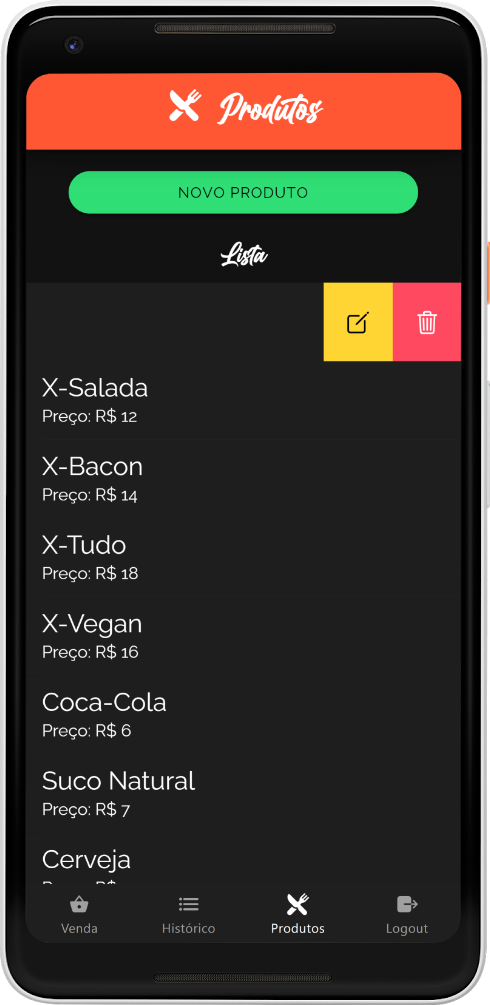 Produtos
NOVO PRODUTO
Lista
X-Salada
Preço: R$ 12
X-Bacon
Preço: R$ 14
X-Tudo
Preço: R$ 18
X-Vegan
Preço: R$ 16
Coca-Cola
Preço: R$ 6
Suco Natural
Preço: R$ 7
Cerveja
Venda
Histórico
Produtos
Logout